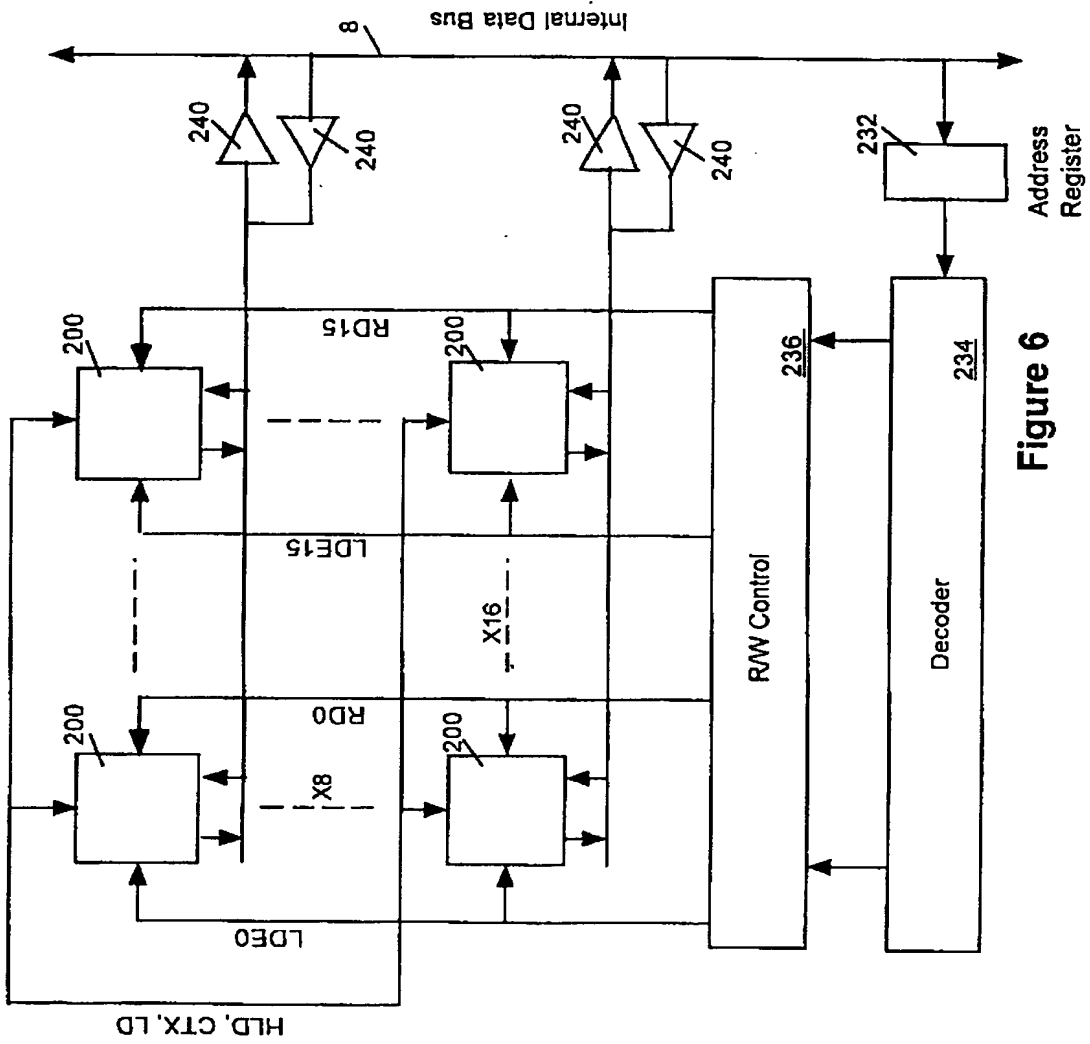 HLD, CTX, LD
200
200
LDE0
RD0
LDE15
RD15
X8
X16
200
200
240
240
240
240
8
Internal Data Bus
R/W Control
236
Decoder
234
232
Address
Register
Figure 6